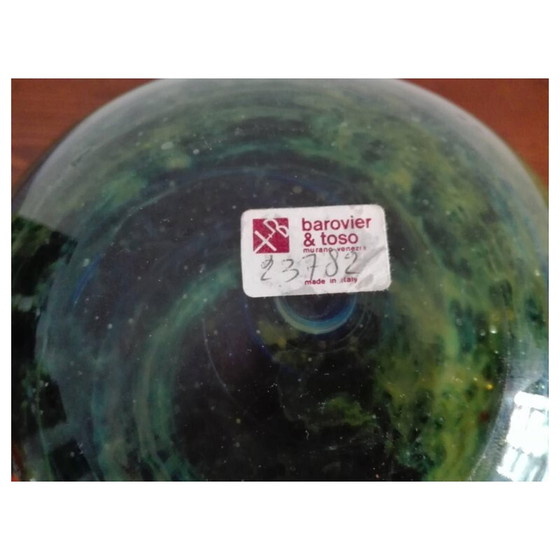 barovier
& toso
murano venezia
23782
made in italy